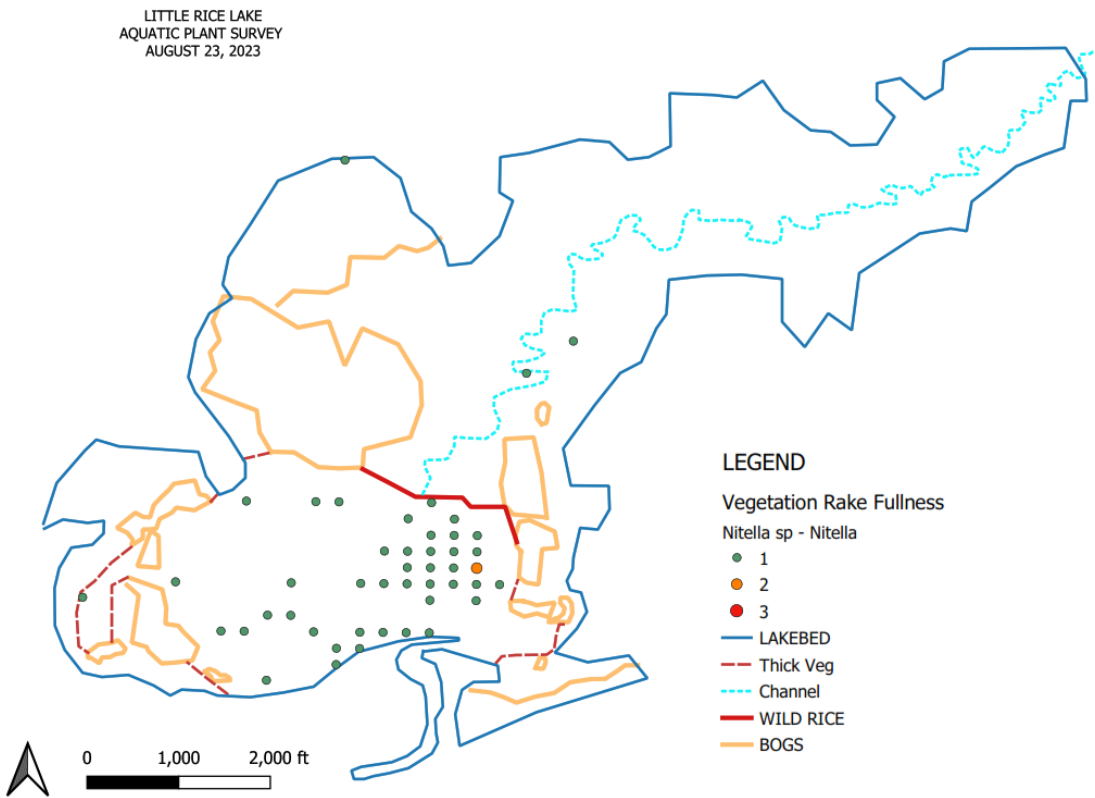 LITTLE RICE LAKE
AQUATIC PLANT SURVEY
AUGUST 23, 2023
LEGEND
Vegetation Rake Fullness
Nitella sp - Nitella
1
2
3
LAKEBED
Thick Veg
Channel
WILD RICE
BOGS
0 1,000 2,000 ft